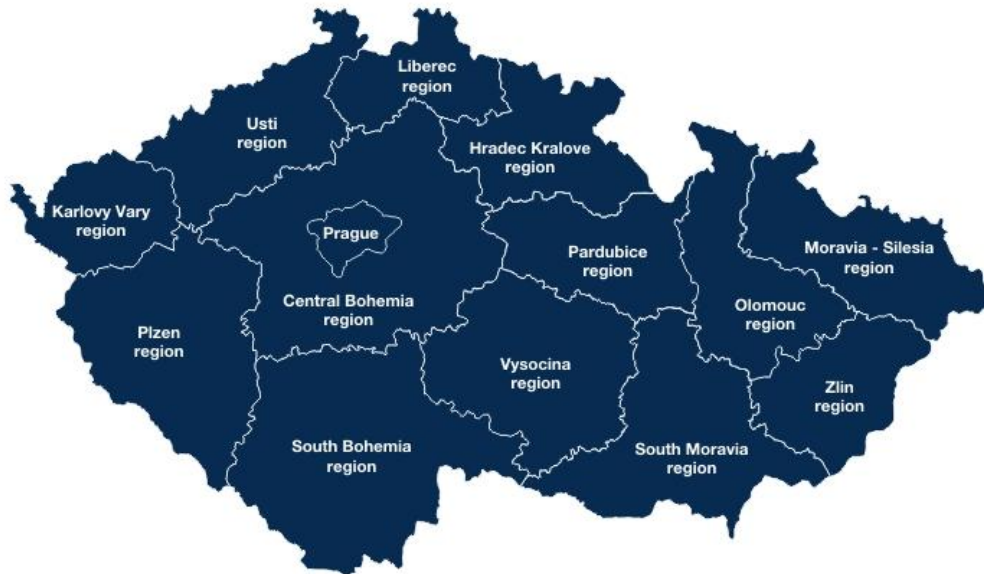 Liberec
region
Usti
region
Hradec Kralove
region
Karlovy Vary
region
Prague
Pardubice
region
Moravia - Silesia
region
Central Bohemia
region
Olomouc
region
Plzen
region
Vysocina
region
Zlin
region
South Bohemia
region
South Moravia
region